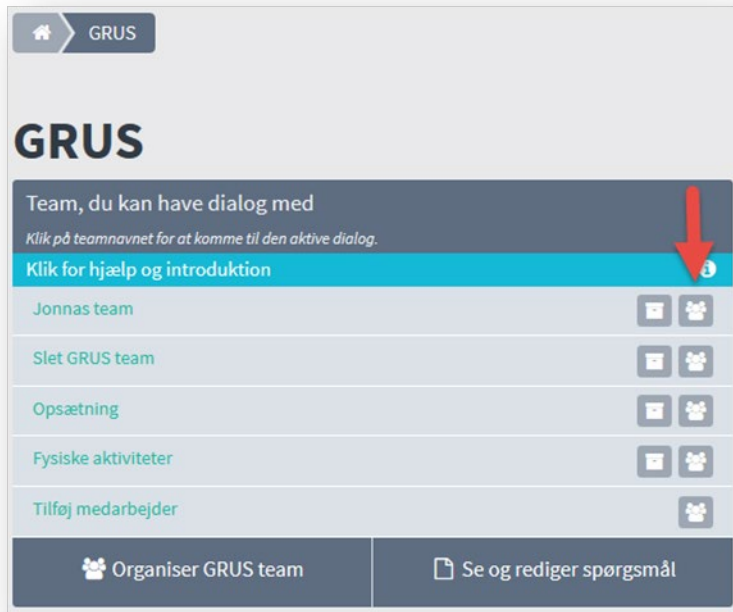 GRUS
GRUS
Team, du kan have dialog med
Klik på teamnavnet for at komme til den aktive dialog.
Klik for hjælp og introduktion
Jonnas team
Slet GRUS team
Opsætning
Fysiske aktiviteter
Tilføj medarbejder
Organiser GRUS team
Se og rediger spørgsmål